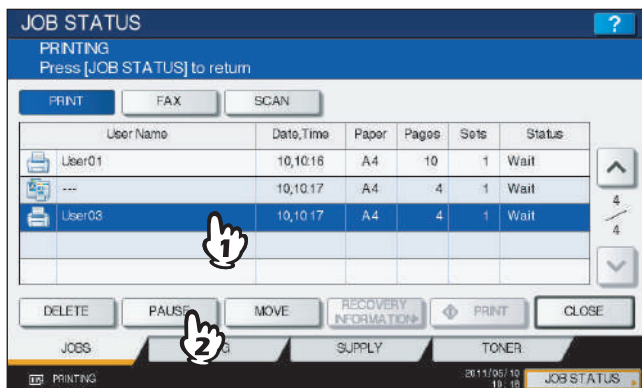 JOB STATUS
?
PRINTING
Press [JOB STATUS] to return
PRINT FAX SCAN
User Name Date,Time Paper Pages Sets Status
User01 10,10:16 A4 10 1 Wait
--- 10,10:17 A4 4 1 Wait
User03 10,10:17 A4 4 1 Wait
4
4
1
DELETE PAUSE MOVE RECOVERY INFORMATION PRINT CLOSE
2
JOBS G SUPPLY TONER
PRINTING 2011/05/10
JOB STATUS